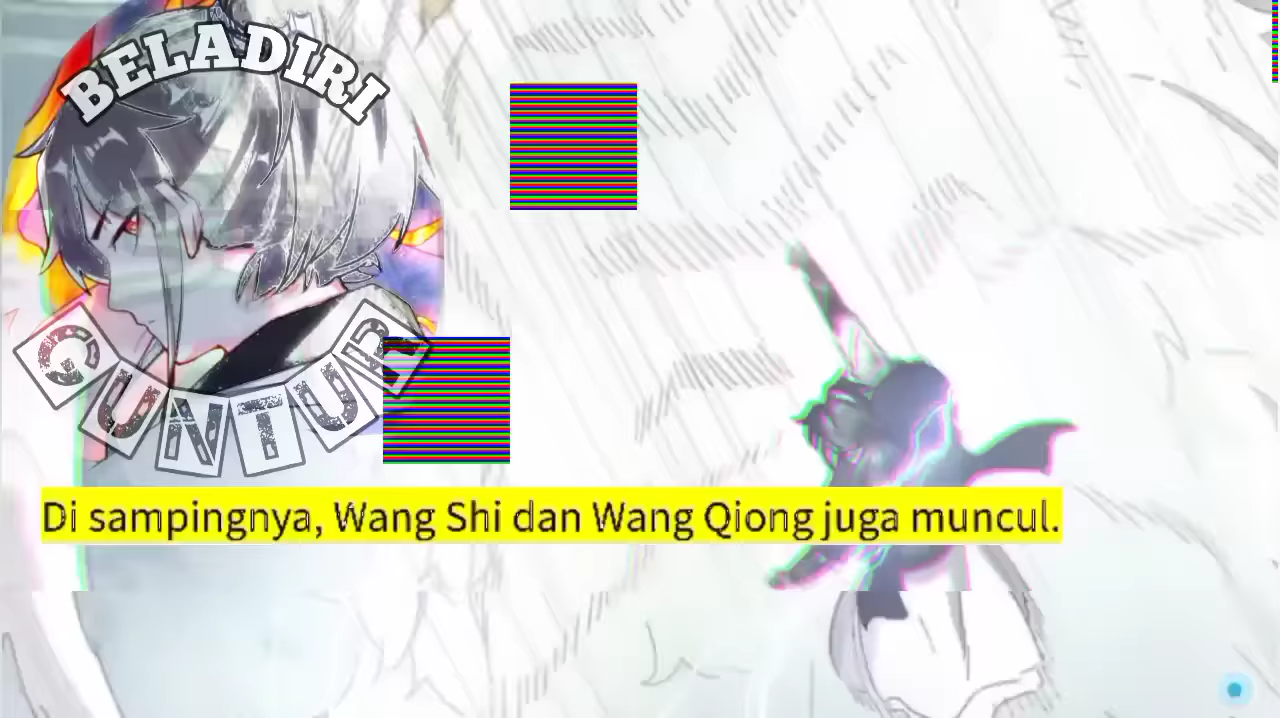 BELADIRI
GUNTUR
Di sampingnya, Wang Shi dan Wang Qiong juga muncul.